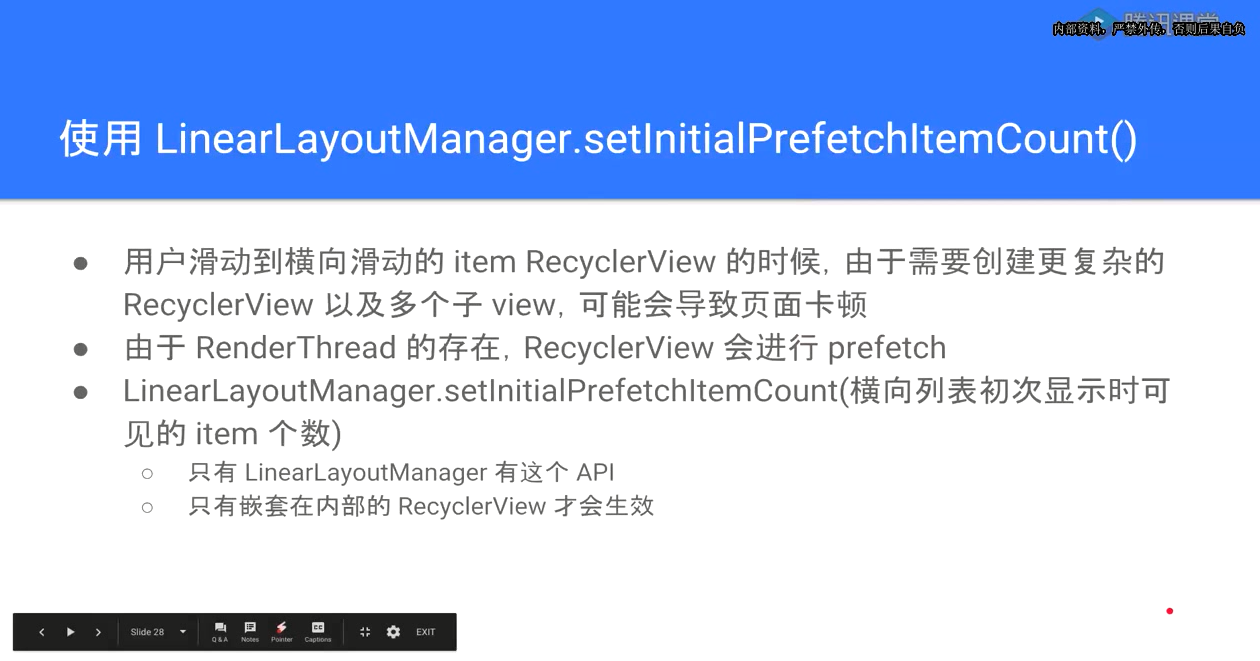 腾讯课堂
内部资料，严禁外传，否则后果自负
使用 LinearLayoutManager.setInitialPrefetchItemCount()
● 用户滑动到横向滑动的 item RecyclerView 的时候，由于需要创建更复杂的
RecyclerView 以及多个子 view，可能会导致页面卡顿
● 由于 RenderThread 的存在，RecyclerView 会进行 prefetch
● LinearLayoutManager.setInitialPrefetchItemCount(横向列表初次显示时可
见的 item 个数)
○ 只有 LinearLayoutManager 有这个 API
○ 只有嵌套在内部的 RecyclerView 才会生效
Slide 28 Q & A Notes Pointer CC Captions EXIT